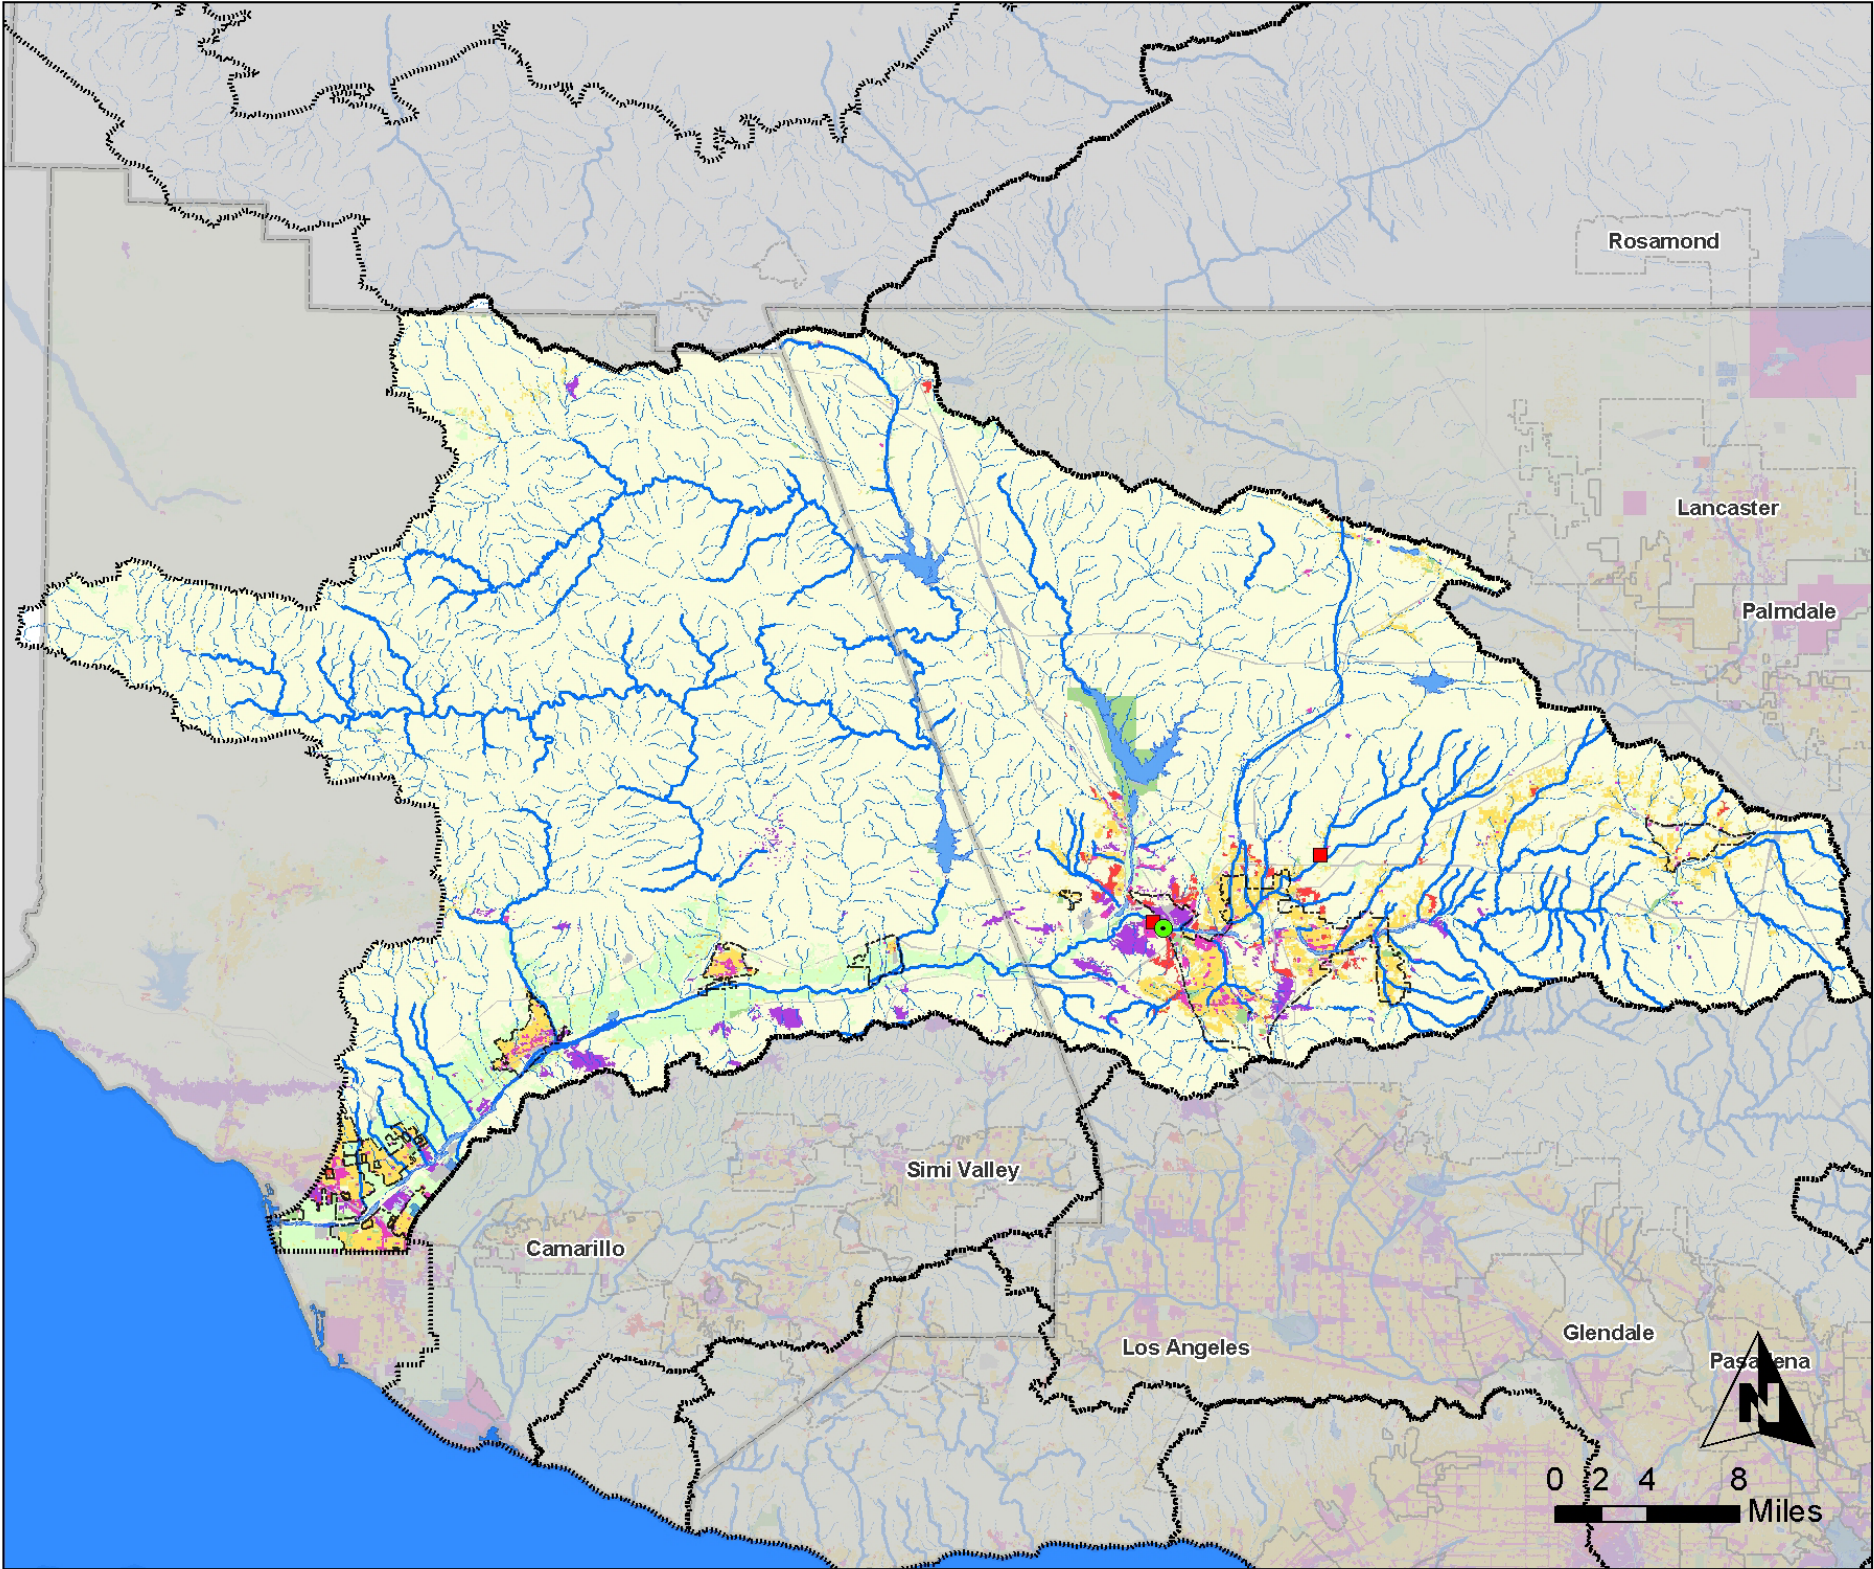 Rosamond
Lancaster
Palmdale
Simi Valley
Camarillo
Los Angeles
Glendale
Pasadena
N
0 2 4 8
Miles